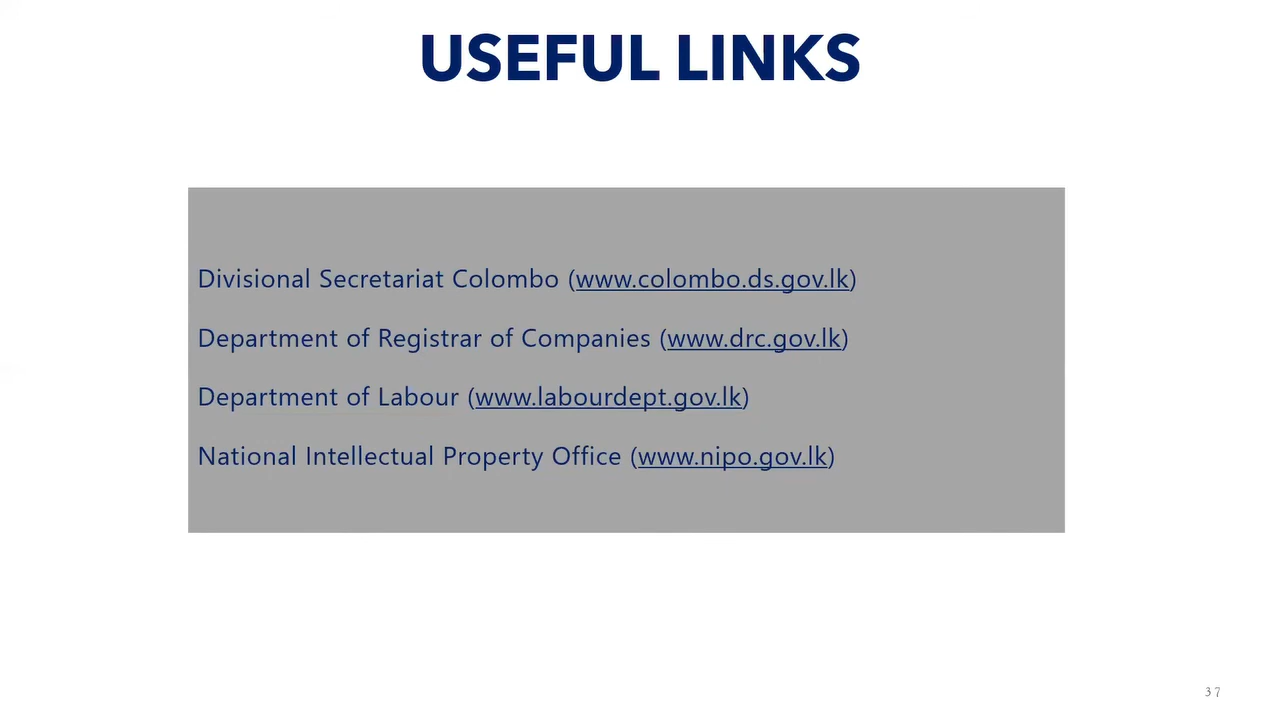 USEFUL LINKS
Divisional Secretariat Colombo (www.colombo.ds.gov.lk)
Department of Registrar of Companies (www.drc.gov.lk)
Department of Labour (www.labourdept.gov.lk)
National Intellectual Property Office (www.nipo.gov.lk)
37